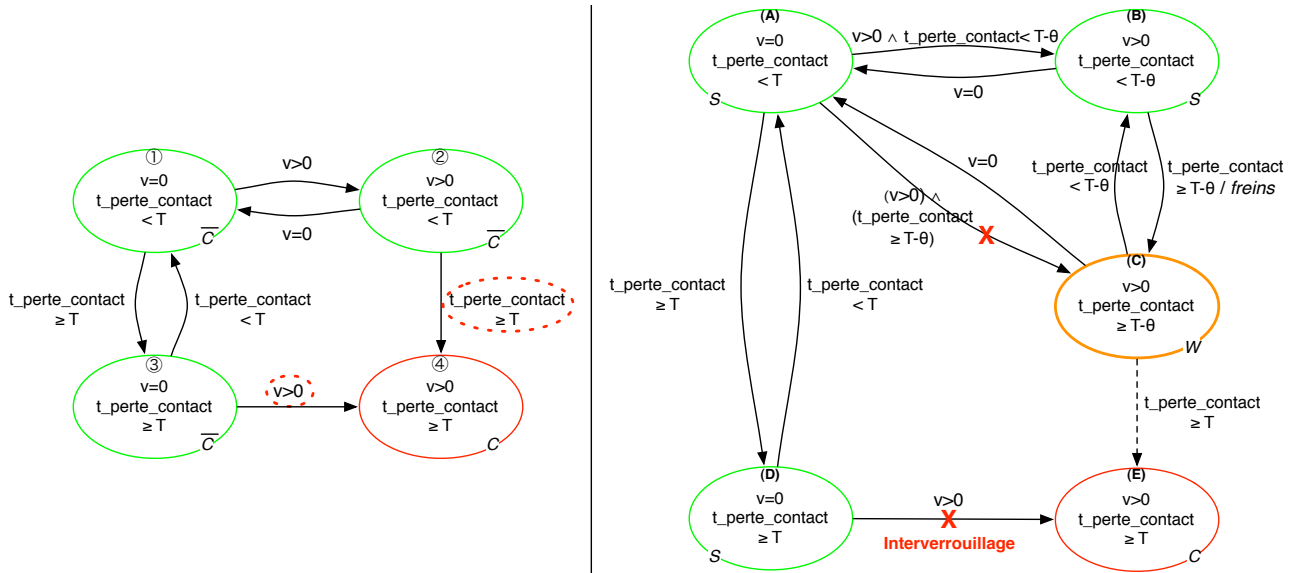 ①
v=0
t_perte_contact
< T
C
v>0
v=0
②
v>0
t_perte_contact
< T
C
t_perte_contact
≥ T
t_perte_contact
< T
t_perte_contact
≥ T
③
v=0
t_perte_contact
≥ T
C
v>0
④
v>0
t_perte_contact
≥ T
C
(A)
v=0
t_perte_contact
< T
S
v>0 ∧ t_perte_contact< T-θ
v=0
(B)
v>0
t_perte_contact
< T-θ
S
v=0
(v>0) ∧
(t_perte_contact
≥ T-θ)
X
t_perte_contact
< T-θ
t_perte_contact
≥ T-θ / freins
t_perte_contact
≥ T
t_perte_contact
< T
(C)
v>0
t_perte_contact
≥ T-θ
W
t_perte_contact
≥ T
(D)
v=0
t_perte_contact
≥ T
S
v>0
X
Interverrouillage
(E)
v>0
t_perte_contact
≥ T
C